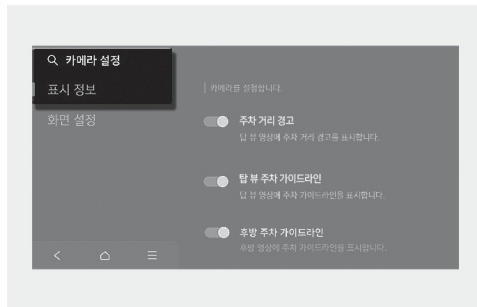 카메라 설정
표시 정보
화면 설정
카메라를 설정합니다.
주차 거리 경고
탑 뷰 영상에 주차 거리 경고를 표시합니다.
탑 뷰 주차 가이드라인
탑 뷰 영상에 주차 가이드라인을 표시합니다.
후방 주차 가이드라인
후방 영상에 주차 가이드라인을 표시합니다.